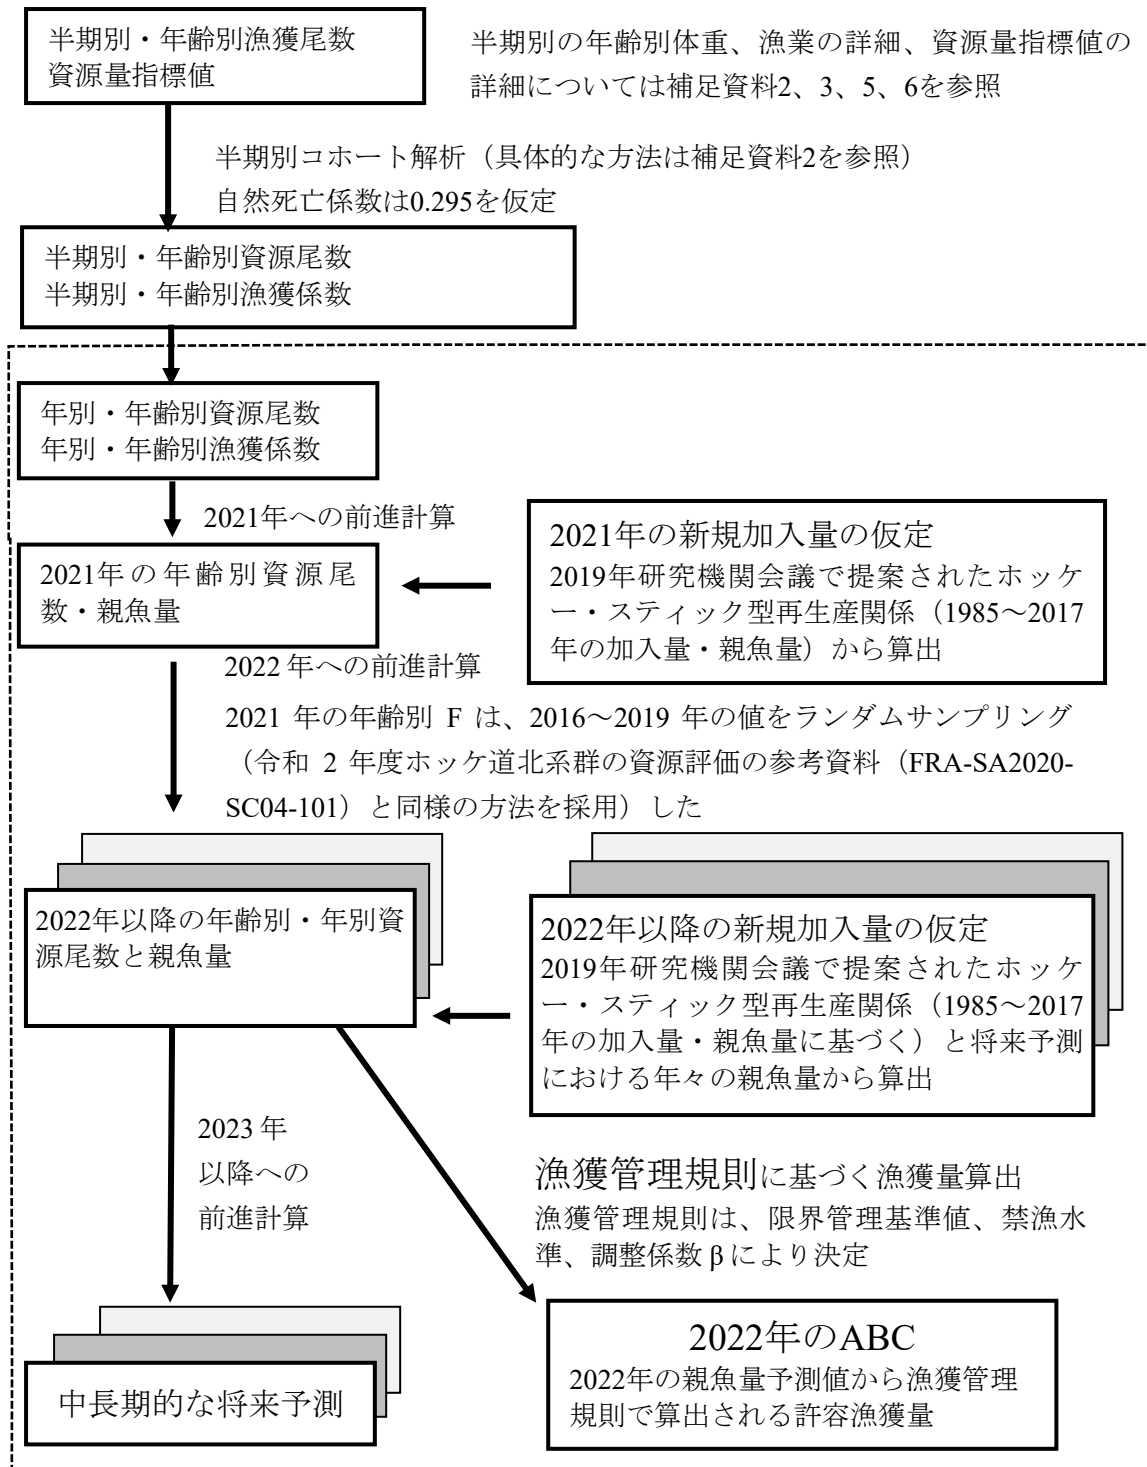 半期別・年齢別漁獲尾数
資源量指標値
半期別の年齢別体重、漁業の詳細、資源量指標値の
詳細については補足資料2、3、5、6を参照
半期別コホート解析（具体的な方法は補足資料2を参照）
自然死亡係数は0.295を仮定
半期別・年齢別資源尾数
半期別・年齢別漁獲係数
年別・年齢別資源尾数
年別・年齢別漁獲係数
2021年への前進計算
2021年の新規加入量の仮定
2019年研究機関会議で提案されたホッケ
ー・スティック型再生産関係（1985～2017
年の加入量・親魚量）から算出
2021年の年齢別資源尾
数・親魚量
2022年への前進計算
2021 年の年齢別 F は、2016～2019 年の値をランダムサンプリング
（令和 2 年度ホッケ道北系群の資源評価の参考資料（FRA-SA2020-
SC04-101）と同様の方法を採用）した
2022年以降の年齢別・年別資
源尾数と親魚量
2022年以降の新規加入量の仮定
2019年研究機関会議で提案されたホッケ
ー・スティック型再生産関係（1985～2017
年の加入量・親魚量に基づく）と将来予測
における年々の親魚量から算出
2023 年
以降への
前進計算
漁獲管理規則に基づく漁獲量算出
漁獲管理規則は、限界管理基準値、禁漁水
準、調整係数 β により決定
中長期的な将来予測
2022年のABC
2022年の親魚量予測値から漁獲管理
規則で算出される許容漁獲量